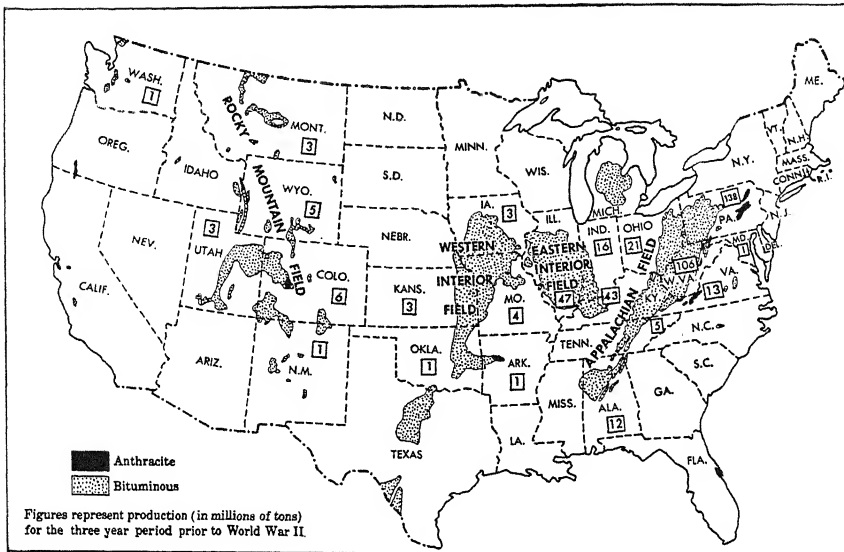 WASH.
1
ROCKY
MONT.
3
N.D.
MINN.
ME.
OREG.
IDAHO
S.D.
WIS.
VT.
N.H.
N.Y.
MASS.
CONN.
R.I.
MOUNTAIN
WYO.
5
MICH.
138
PA.
N.J.
NEV.
3
UTAH
NEBR.
IA.
3
ILL.
IND.
16
OHIO
21
FIELD
MD.
DEL.
WESTERN
INTERIOR
FIELD
EASTERN
INTERIOR
FIELD
47
43
106
W.VA.
VA.
13
CALIF.
FIELD
COLO.
6
KANS.
3
MO.
4
KY.
APPALACHIAN
5
N.C.
TENN.
ARIZ.
1
N.M.
OKLA.
1
ARK.
1
S.C.
MISS.
ALA.
12
GA.
TEXAS
LA.
FLA.
Anthracite
Bituminous
Figures represent production (in millions of tons)
for the three year period prior to World War II.